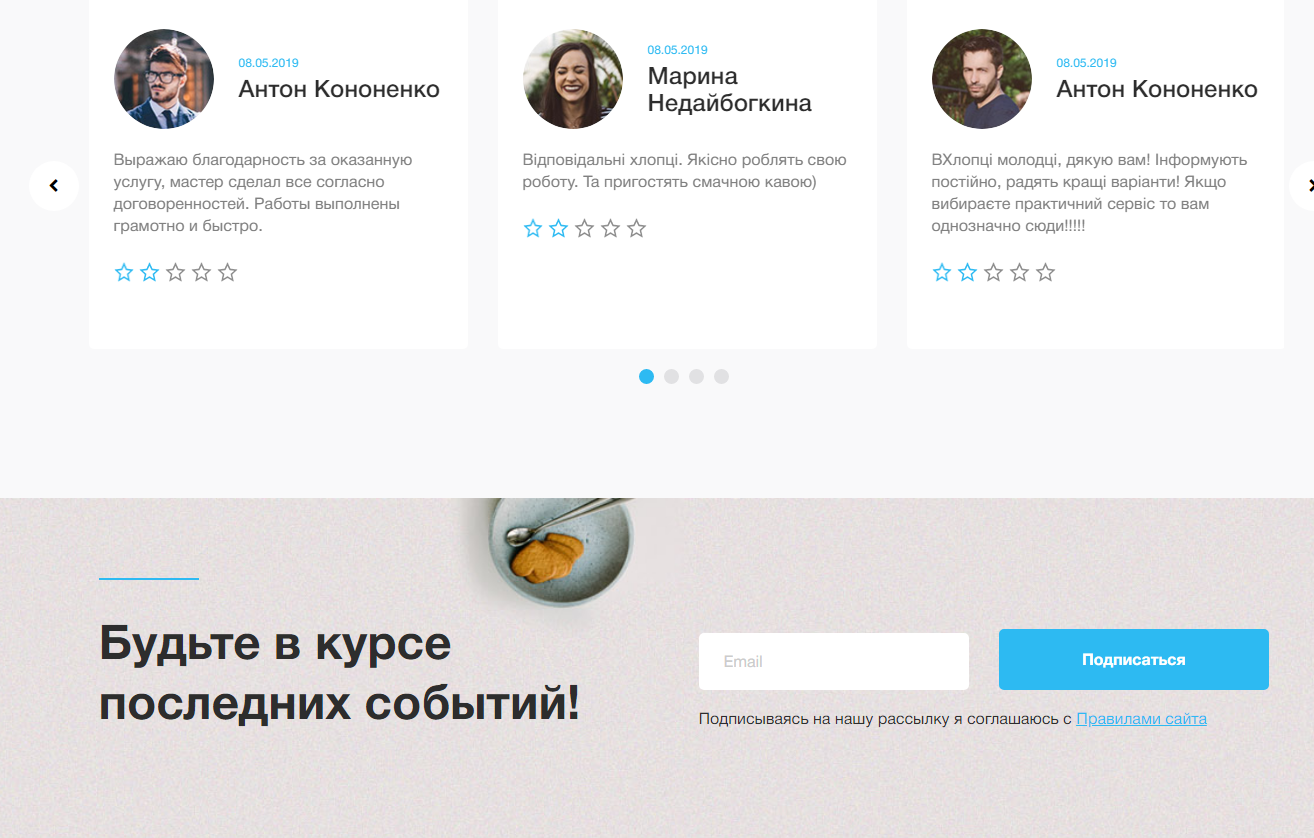 08.05.2019
Антон Кононенко
Выражаю благодарность за оказанную
услугу, мастер сделал все согласно
договоренностей. Работы выполнены
грамотно и быстро.
08.05.2019
Марина
Недайбогкина
Відповідальні хлопці. Якісно роблять свою
роботу. Та пригостять смачною кавою)
08.05.2019
Антон Кононенко
ВХлопці молодці, дякую вам! Інформують
постійно, радять кращі варіанти! Якщо
вибираєте практичний сервіс то вам
однозначно сюди!!!!!
Будьте в курсе
последних событий!
Email
Подписаться
Подписываясь на нашу рассылку я соглашаюсь с Правилами сайта